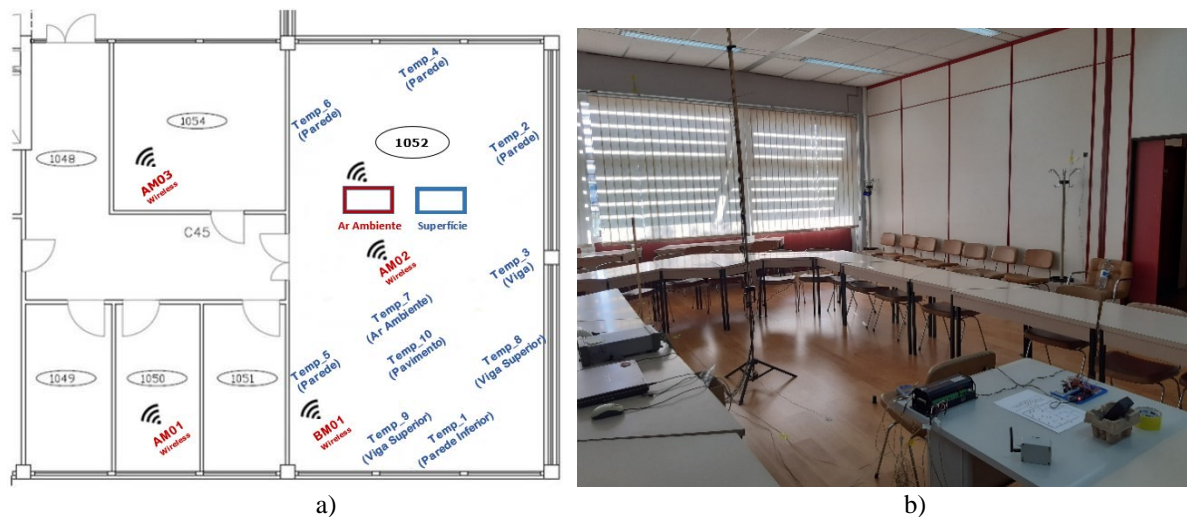 Temp_4
(Parede)
Temp_6
(Parede)
1054
1052
Temp_2
(Parede)
1048
AM03
Wireless
Ar Ambiente
Superfície
C45
AM02
Wireless
Temp_3
(Viga)
Temp_7
(Ar Ambiente)
Temp_5
(Parede)
Temp_10
(Pavimento)
Temp_8
(Viga Superior)
1049
1050
1051
AM01
Wireless
BM01
Wireless
Temp_9
(Viga Superior)
Temp_1
(Parede Inferior)
a)
b)